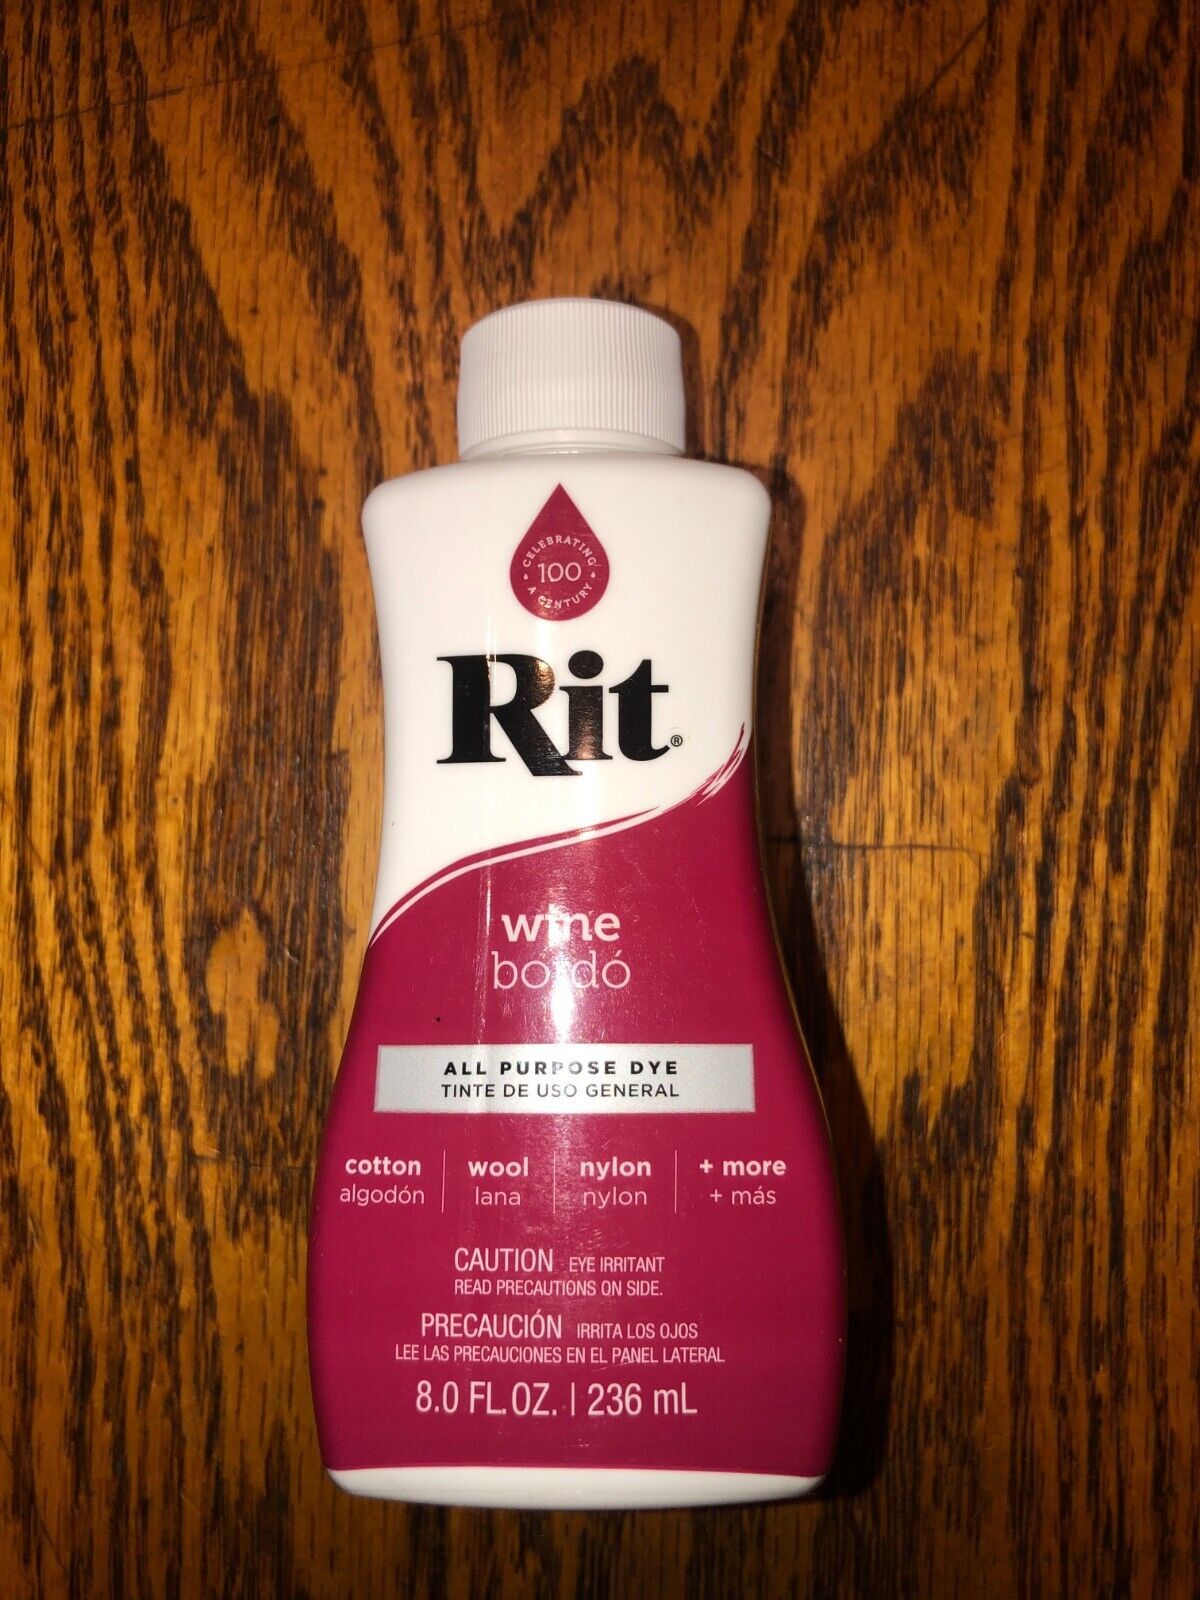 CELEBRATING
100
A CENTURY
Rit®
wine
bordó
ALL PURPOSE DYE
TINTE DE USO GENERAL
cotton | wool | nylon | + more
algodón | lana | nylon | + más
CAUTION EYE IRRITANT
READ PRECAUTIONS ON SIDE.
PRECAUCIÓN IRRITA LOS OJOS
LEE LAS PRECAUCIONES EN EL PANEL LATERAL
8.0 FL.OZ. | 236 mL